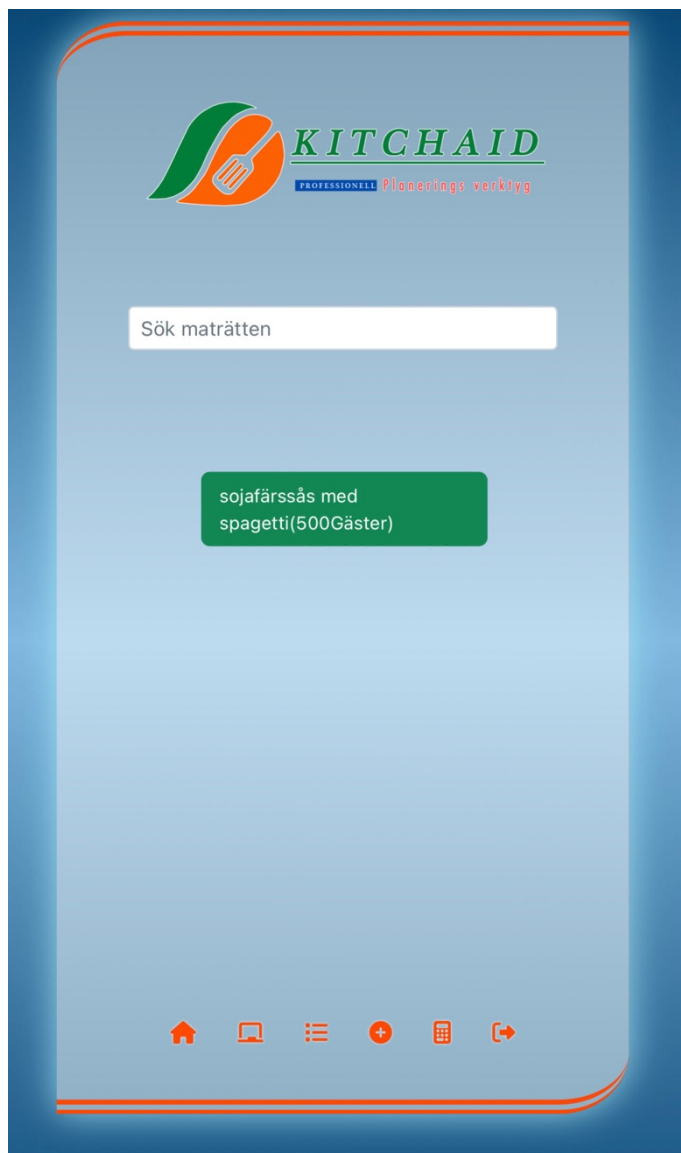 KITCHAID
PROFESSIONELL Planerings verktyg
Sök maträtten
sojafärssås med
spagetti(500Gäster)